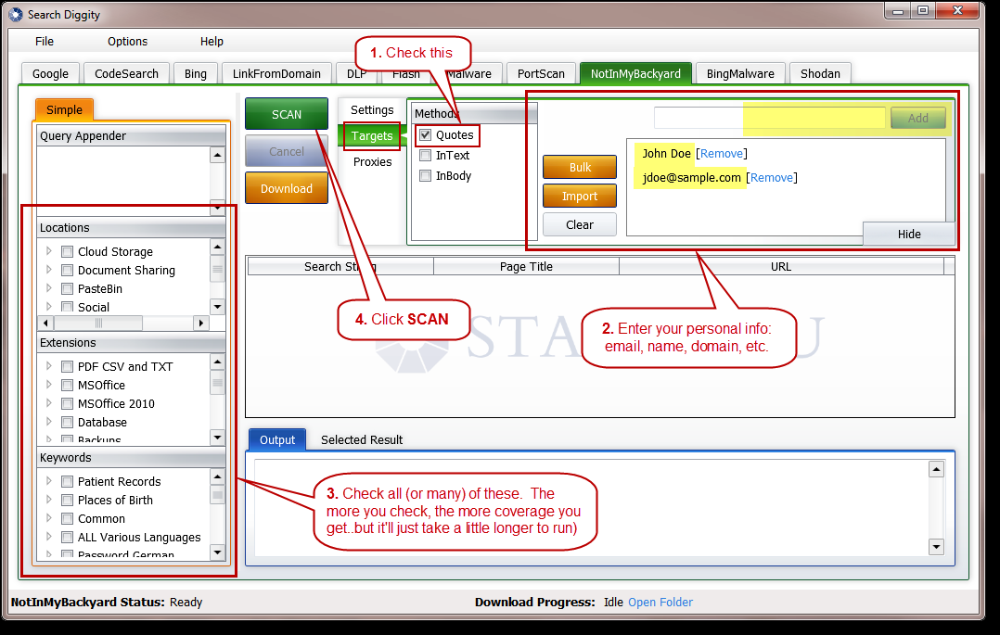 Search Diggity
File Options Help
1. Check this
Google CodeSearch Bing LinkFromDomain DLP Flash Malware PortScan NotInMyBackyard BingMalware Shodan
Simple
Query Appender
SCAN
Cancel
Download
Settings
Targets
Proxies
Methods
Quotes
InText
InBody
Add
Bulk
Import
Clear
John Doe [Remove]
jdoe@sample.com [Remove]
Hide
Locations
Cloud Storage
Document Sharing
PasteBin
Social
Extensions
PDF CSV and TXT
MSOffice
MSOffice 2010
Database
Backups
Keywords
Patient Records
Places of Birth
Common
ALL Various Languages
Password German
Search String Page Title URL
4. Click SCAN
STA
U
2. Enter your personal info:
email, name, domain, etc.
Output Selected Result
3. Check all (or many) of these. The
more you check, the more coverage you
get..but it'll just take a little longer to run)
NotInMyBackyard Status: Ready
Download Progress: Idle Open Folder